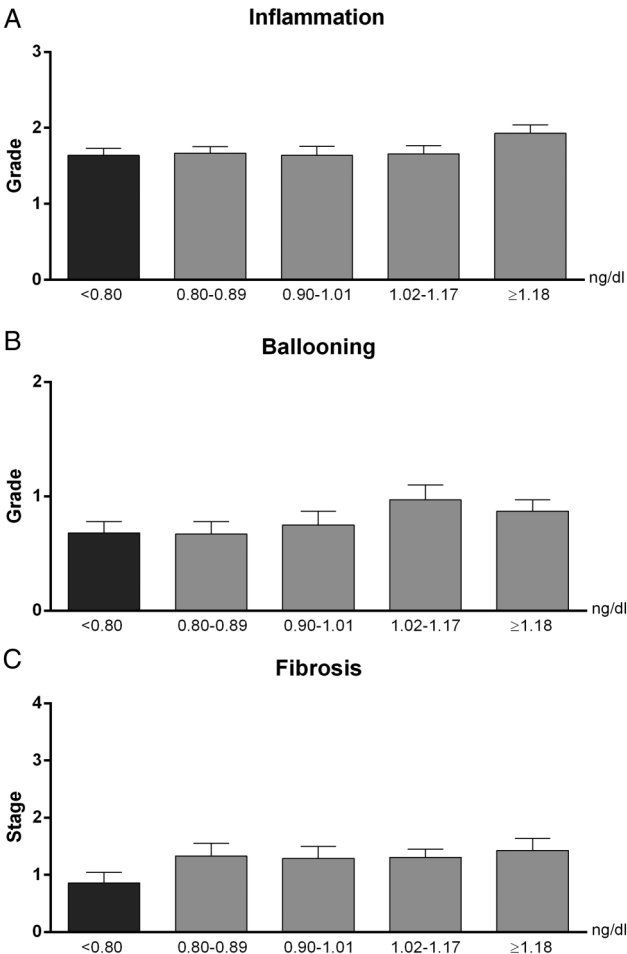 A
Inflammation
3
2
1
0
Grade
<0.80 0.80-0.89 0.90-1.01 1.02-1.17 ≥1.18 ng/dl
B
Ballooning
2
1
0
Grade
<0.80 0.80-0.89 0.90-1.01 1.02-1.17 ≥1.18 ng/dl
C
Fibrosis
4
3
2
1
0
Stage
<0.80 0.80-0.89 0.90-1.01 1.02-1.17 ≥1.18 ng/dl